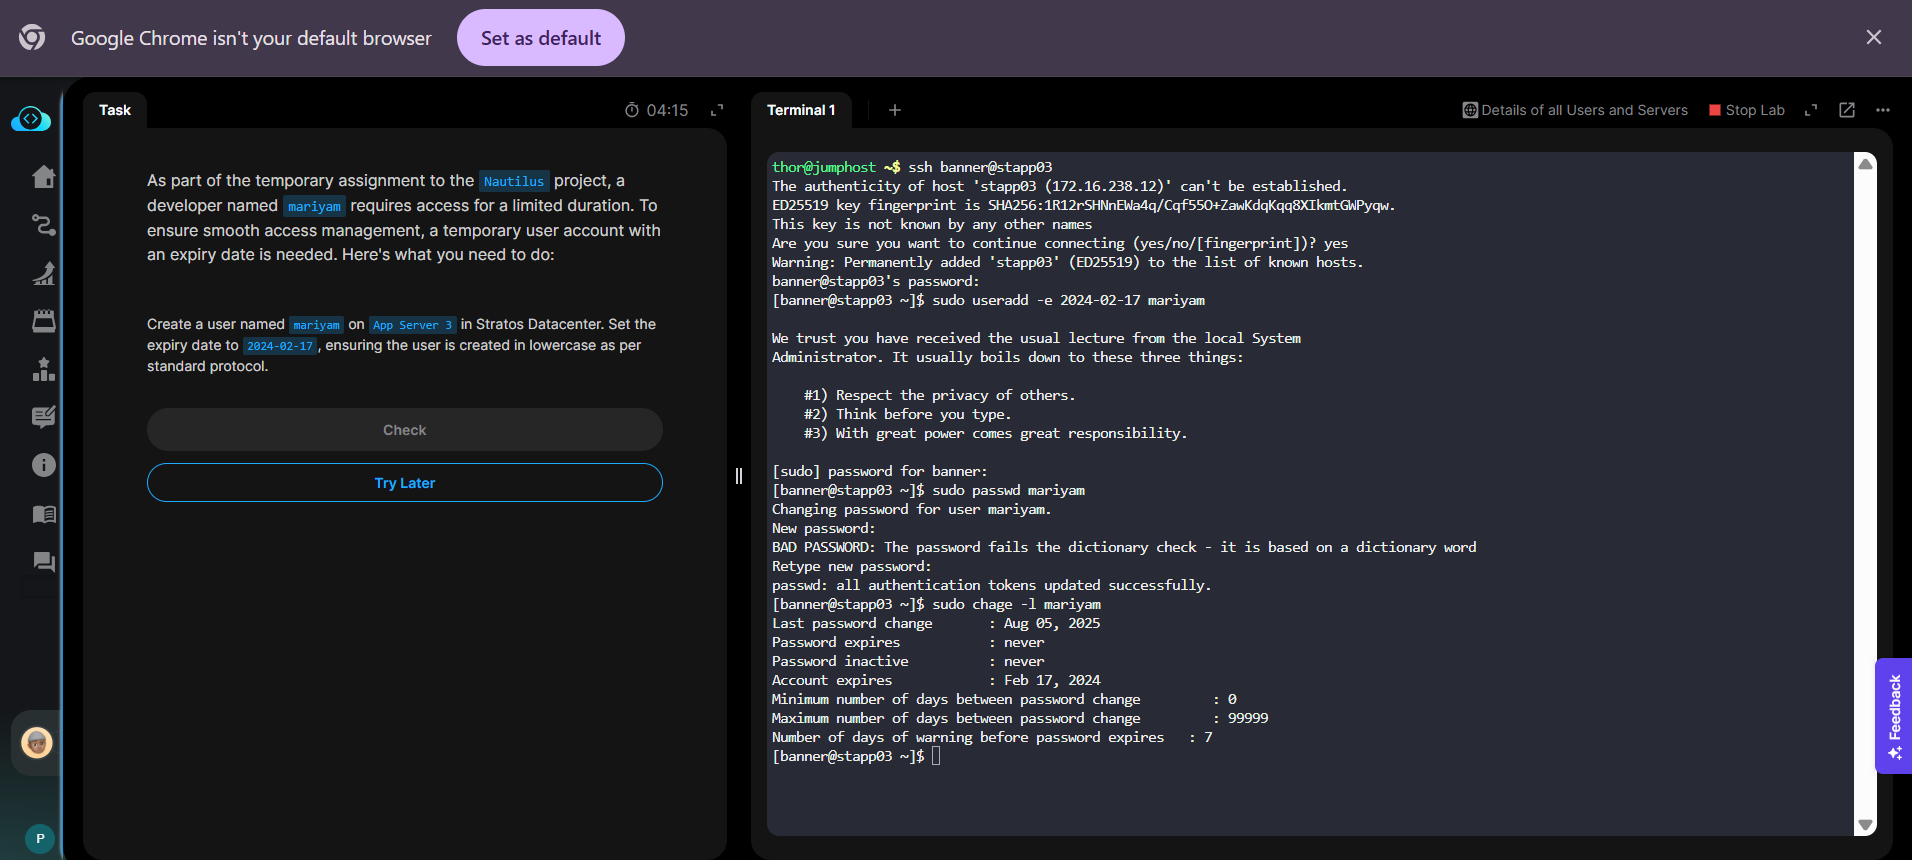 Google Chrome isn't your default browser
Set as default
Task
04:15
As part of the temporary assignment to the Nautilus project, a
developer named mariyam requires access for a limited duration. To
ensure smooth access management, a temporary user account with
an expiry date is needed. Here's what you need to do:
Create a user named mariyam on App Server 3 in Stratos Datacenter. Set the
expiry date to 2024-02-17, ensuring the user is created in lowercase as per
standard protocol.
Check
Try Later
P
Terminal 1
Details of all Users and Servers
Stop Lab
thor@jumphost ~$ ssh banner@stapp03
The authenticity of host 'stapp03 (172.16.238.12)' can't be established.
ED25519 key fingerprint is SHA256:1R12rSHNnEWa4q/Cqf55O+ZawKdqKqq8XIkmtGWPyqw.
This key is not known by any other names
Are you sure you want to continue connecting (yes/no/[fingerprint])? yes
Warning: Permanently added 'stapp03' (ED25519) to the list of known hosts.
banner@stapp03's password:
[banner@stapp03 ~]$ sudo useradd -e 2024-02-17 mariyam
We trust you have received the usual lecture from the local System
Administrator. It usually boils down to these three things:
#1) Respect the privacy of others.
#2) Think before you type.
#3) With great power comes great responsibility.
[sudo] password for banner:
[banner@stapp03 ~]$ sudo passwd mariyam
Changing password for user mariyam.
New password:
BAD PASSWORD: The password fails the dictionary check - it is based on a dictionary word
Retype new password:
passwd: all authentication tokens updated successfully.
[banner@stapp03 ~]$ sudo chage -l mariyam
Last password change : Aug 05, 2025
Password expires : never
Password inactive : never
Account expires : Feb 17, 2024
Minimum number of days between password change : 0
Maximum number of days between password change : 99999
Number of days of warning before password expires : 7
[banner@stapp03 ~]$
Feedback